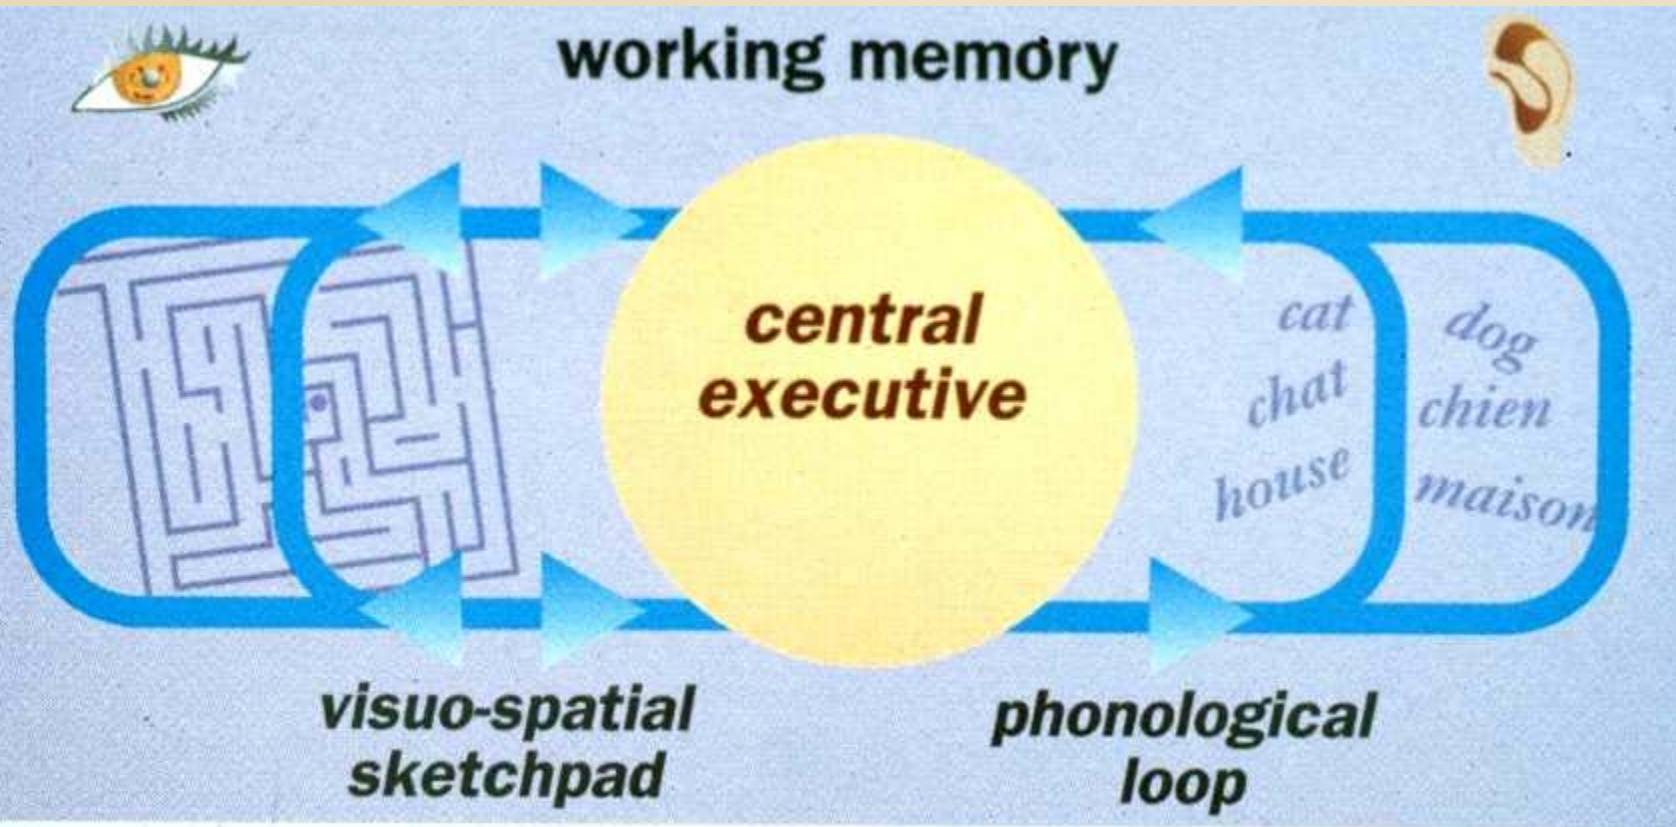 working memory
central
executive
cat
chat
house
dog
chien
maison
visuo-spatial
sketchpad
phonological
loop